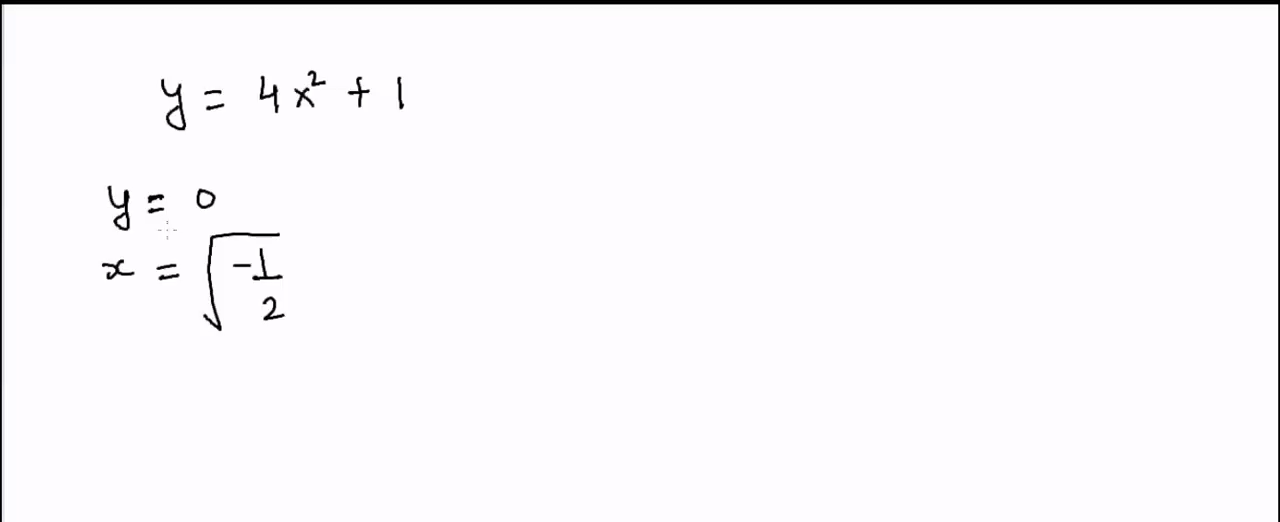 y = 4x² + 1
y = 0
x = √(-1/2)